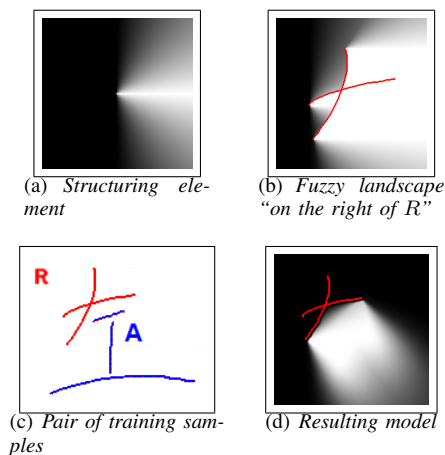 (a) Structuring ele-
ment
(b) Fuzzy landscape
“on the right of R”
R
A
(c) Pair of training sam-
ples
(d) Resulting model